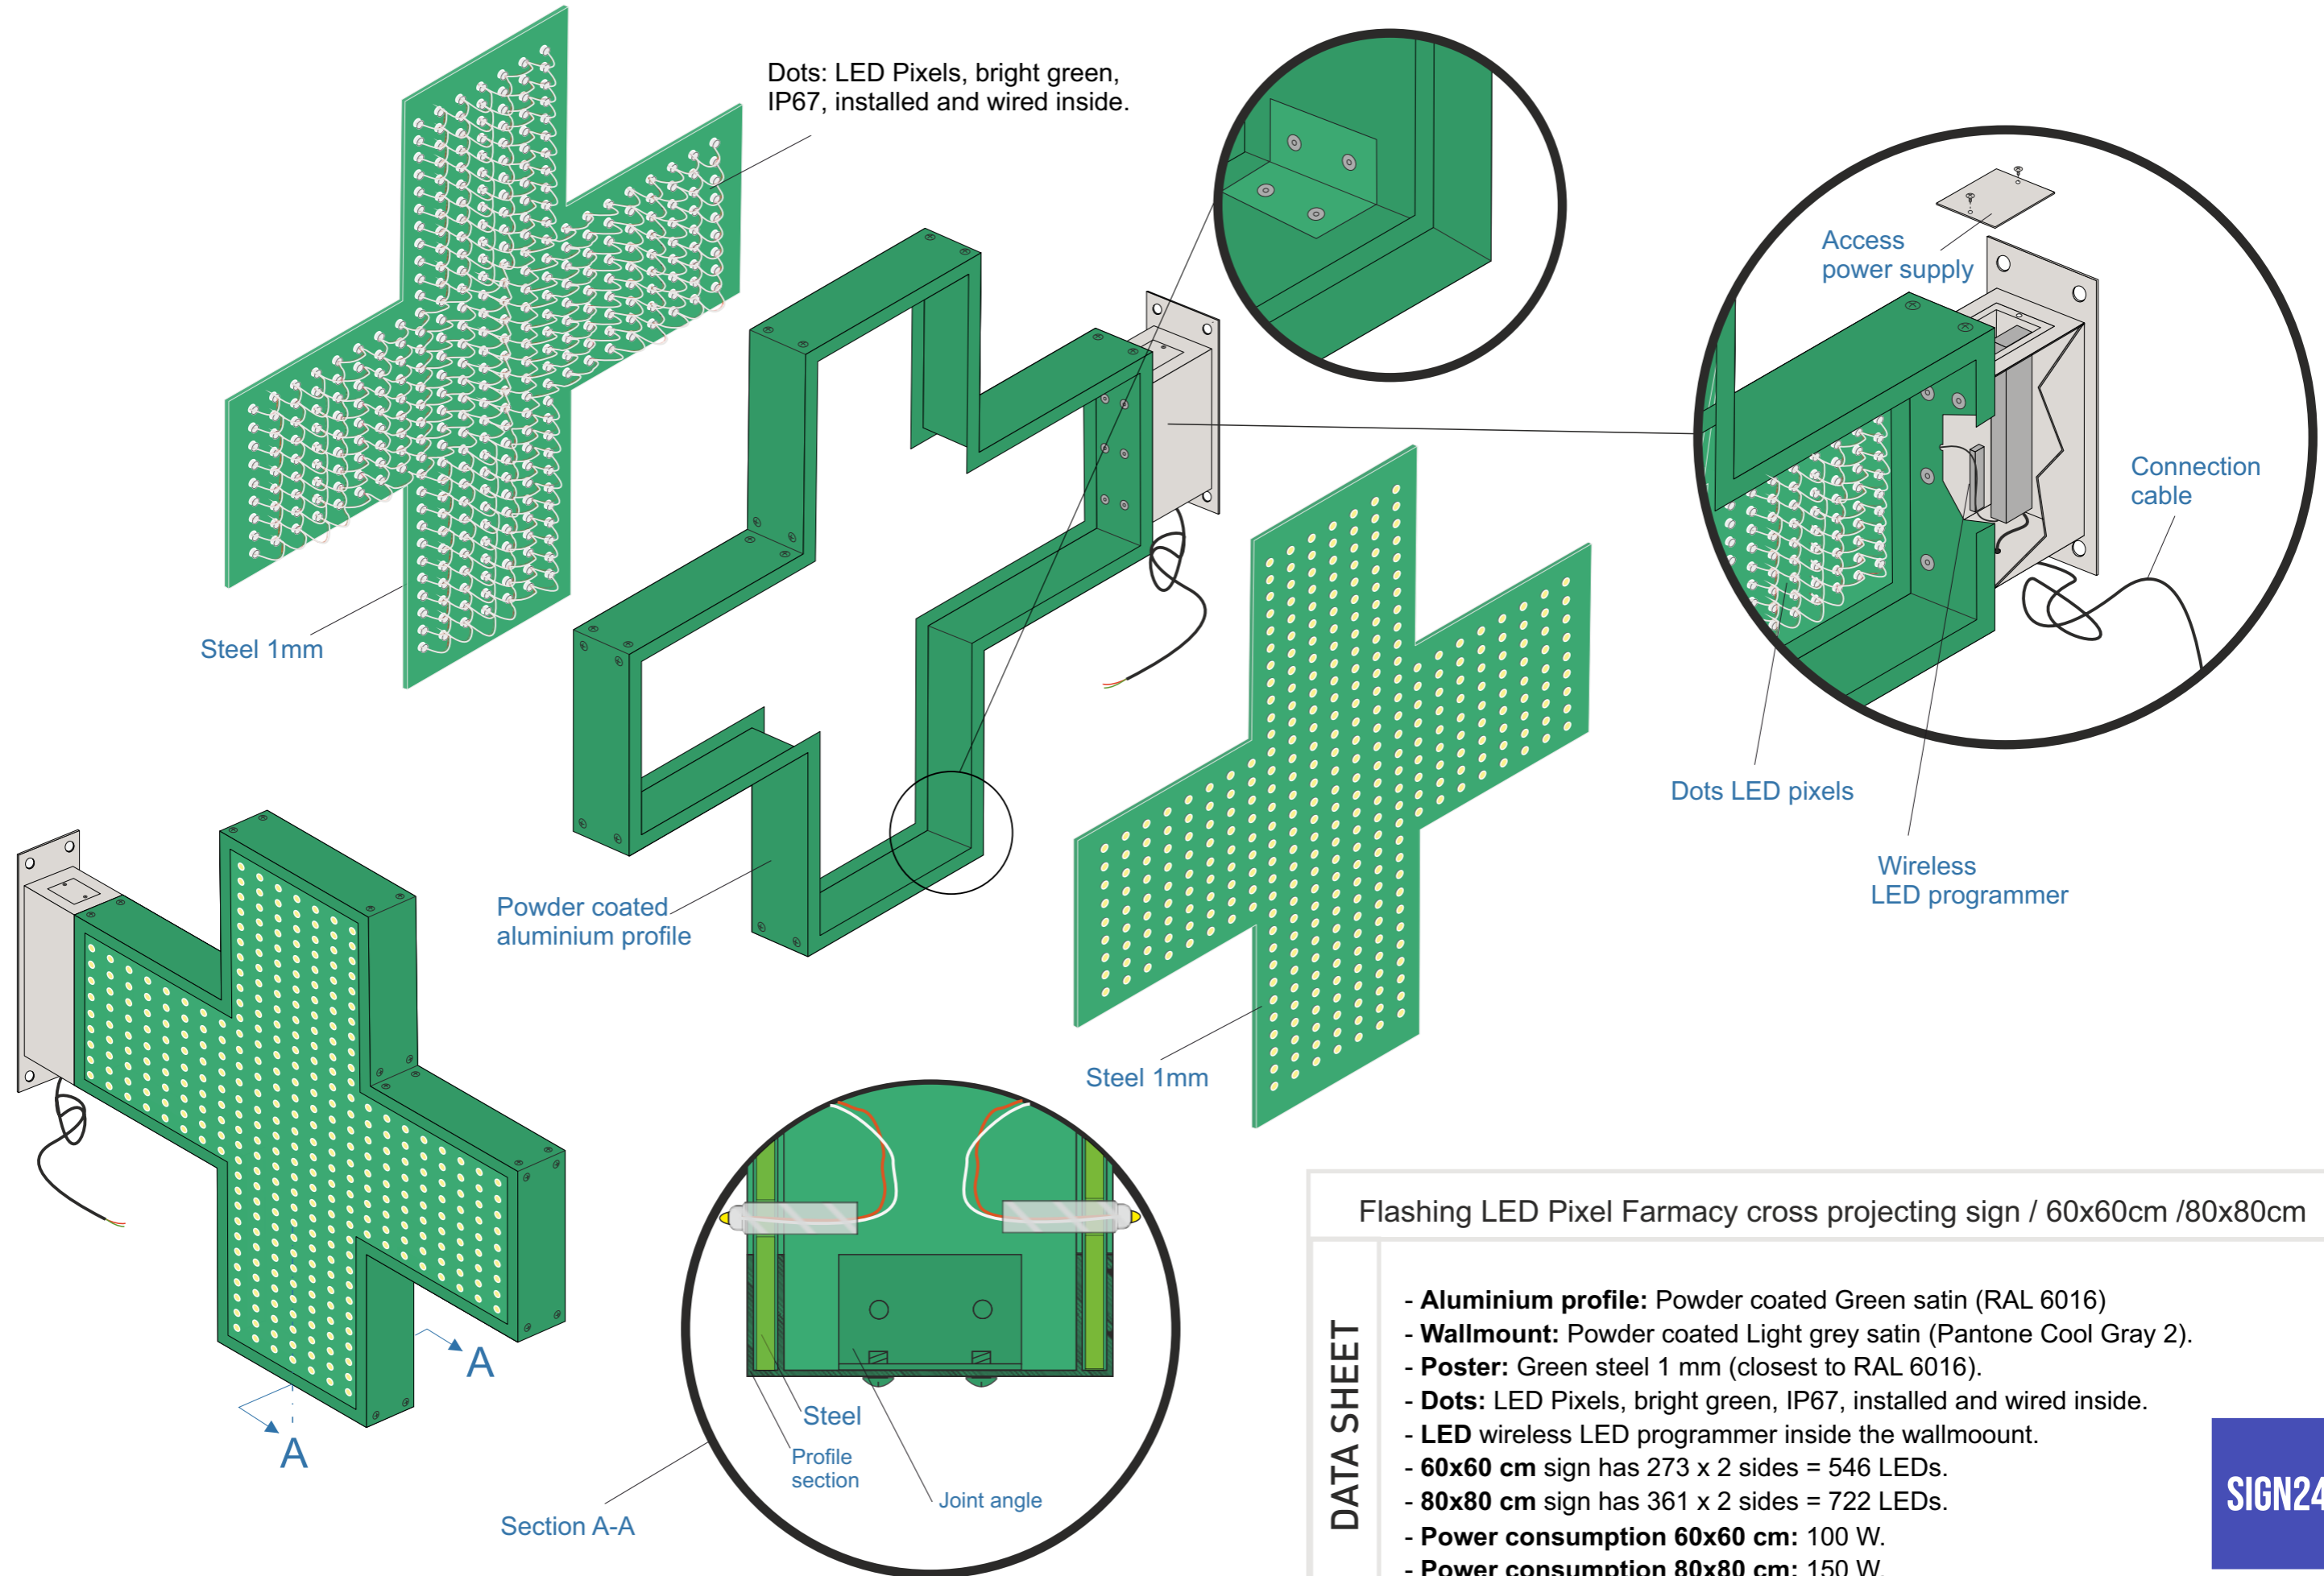 Dots: LED Pixels, bright green,
IP67, installed and wired inside.
Access
power supply
Connection
cable
Steel 1mm
Dots LED pixels
Wireless
LED programmer
Powder coated
aluminium profile
Steel 1mm
A
A
Steel
Profile
section
Joint angle
Section A-A
Flashing LED Pixel Farmacy cross projecting sign / 60x60cm /80x80cm
DATA SHEET
- Aluminium profile: Powder coated Green satin (RAL 6016)
- Wallmount: Powder coated Light grey satin (Pantone Cool Gray 2).
- Poster: Green steel 1 mm (closest to RAL 6016).
- Dots: LED Pixels, bright green, IP67, installed and wired inside.
- LED wireless LED programmer inside the wallmoount.
- 60x60 cm sign has 273 x 2 sides = 546 LEDs.
- 80x80 cm sign has 361 x 2 sides = 722 LEDs.
- Power consumption 60x60 cm: 100 W.
- Power consumption 80x80 cm: 150 W.
SIGN24